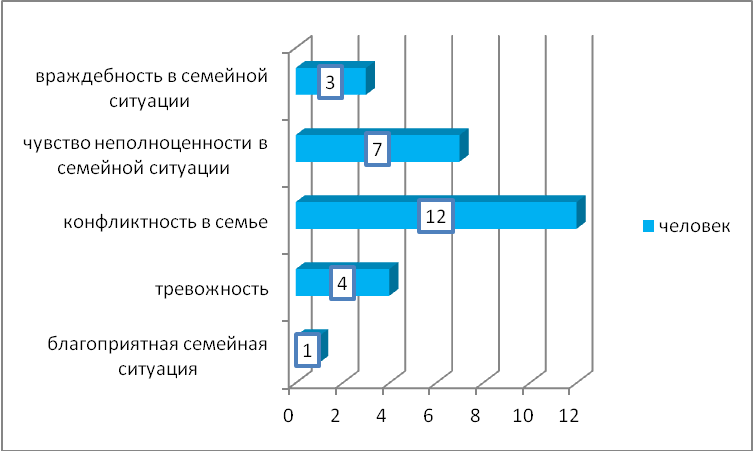 враждебность в семейной
ситуации
3
чувство неполноценности в
семейной ситуации
7
конфликтность в семье
12
человек
тревожность
4
благоприятная семейная
ситуация
1
0 2 4 6 8 10 12